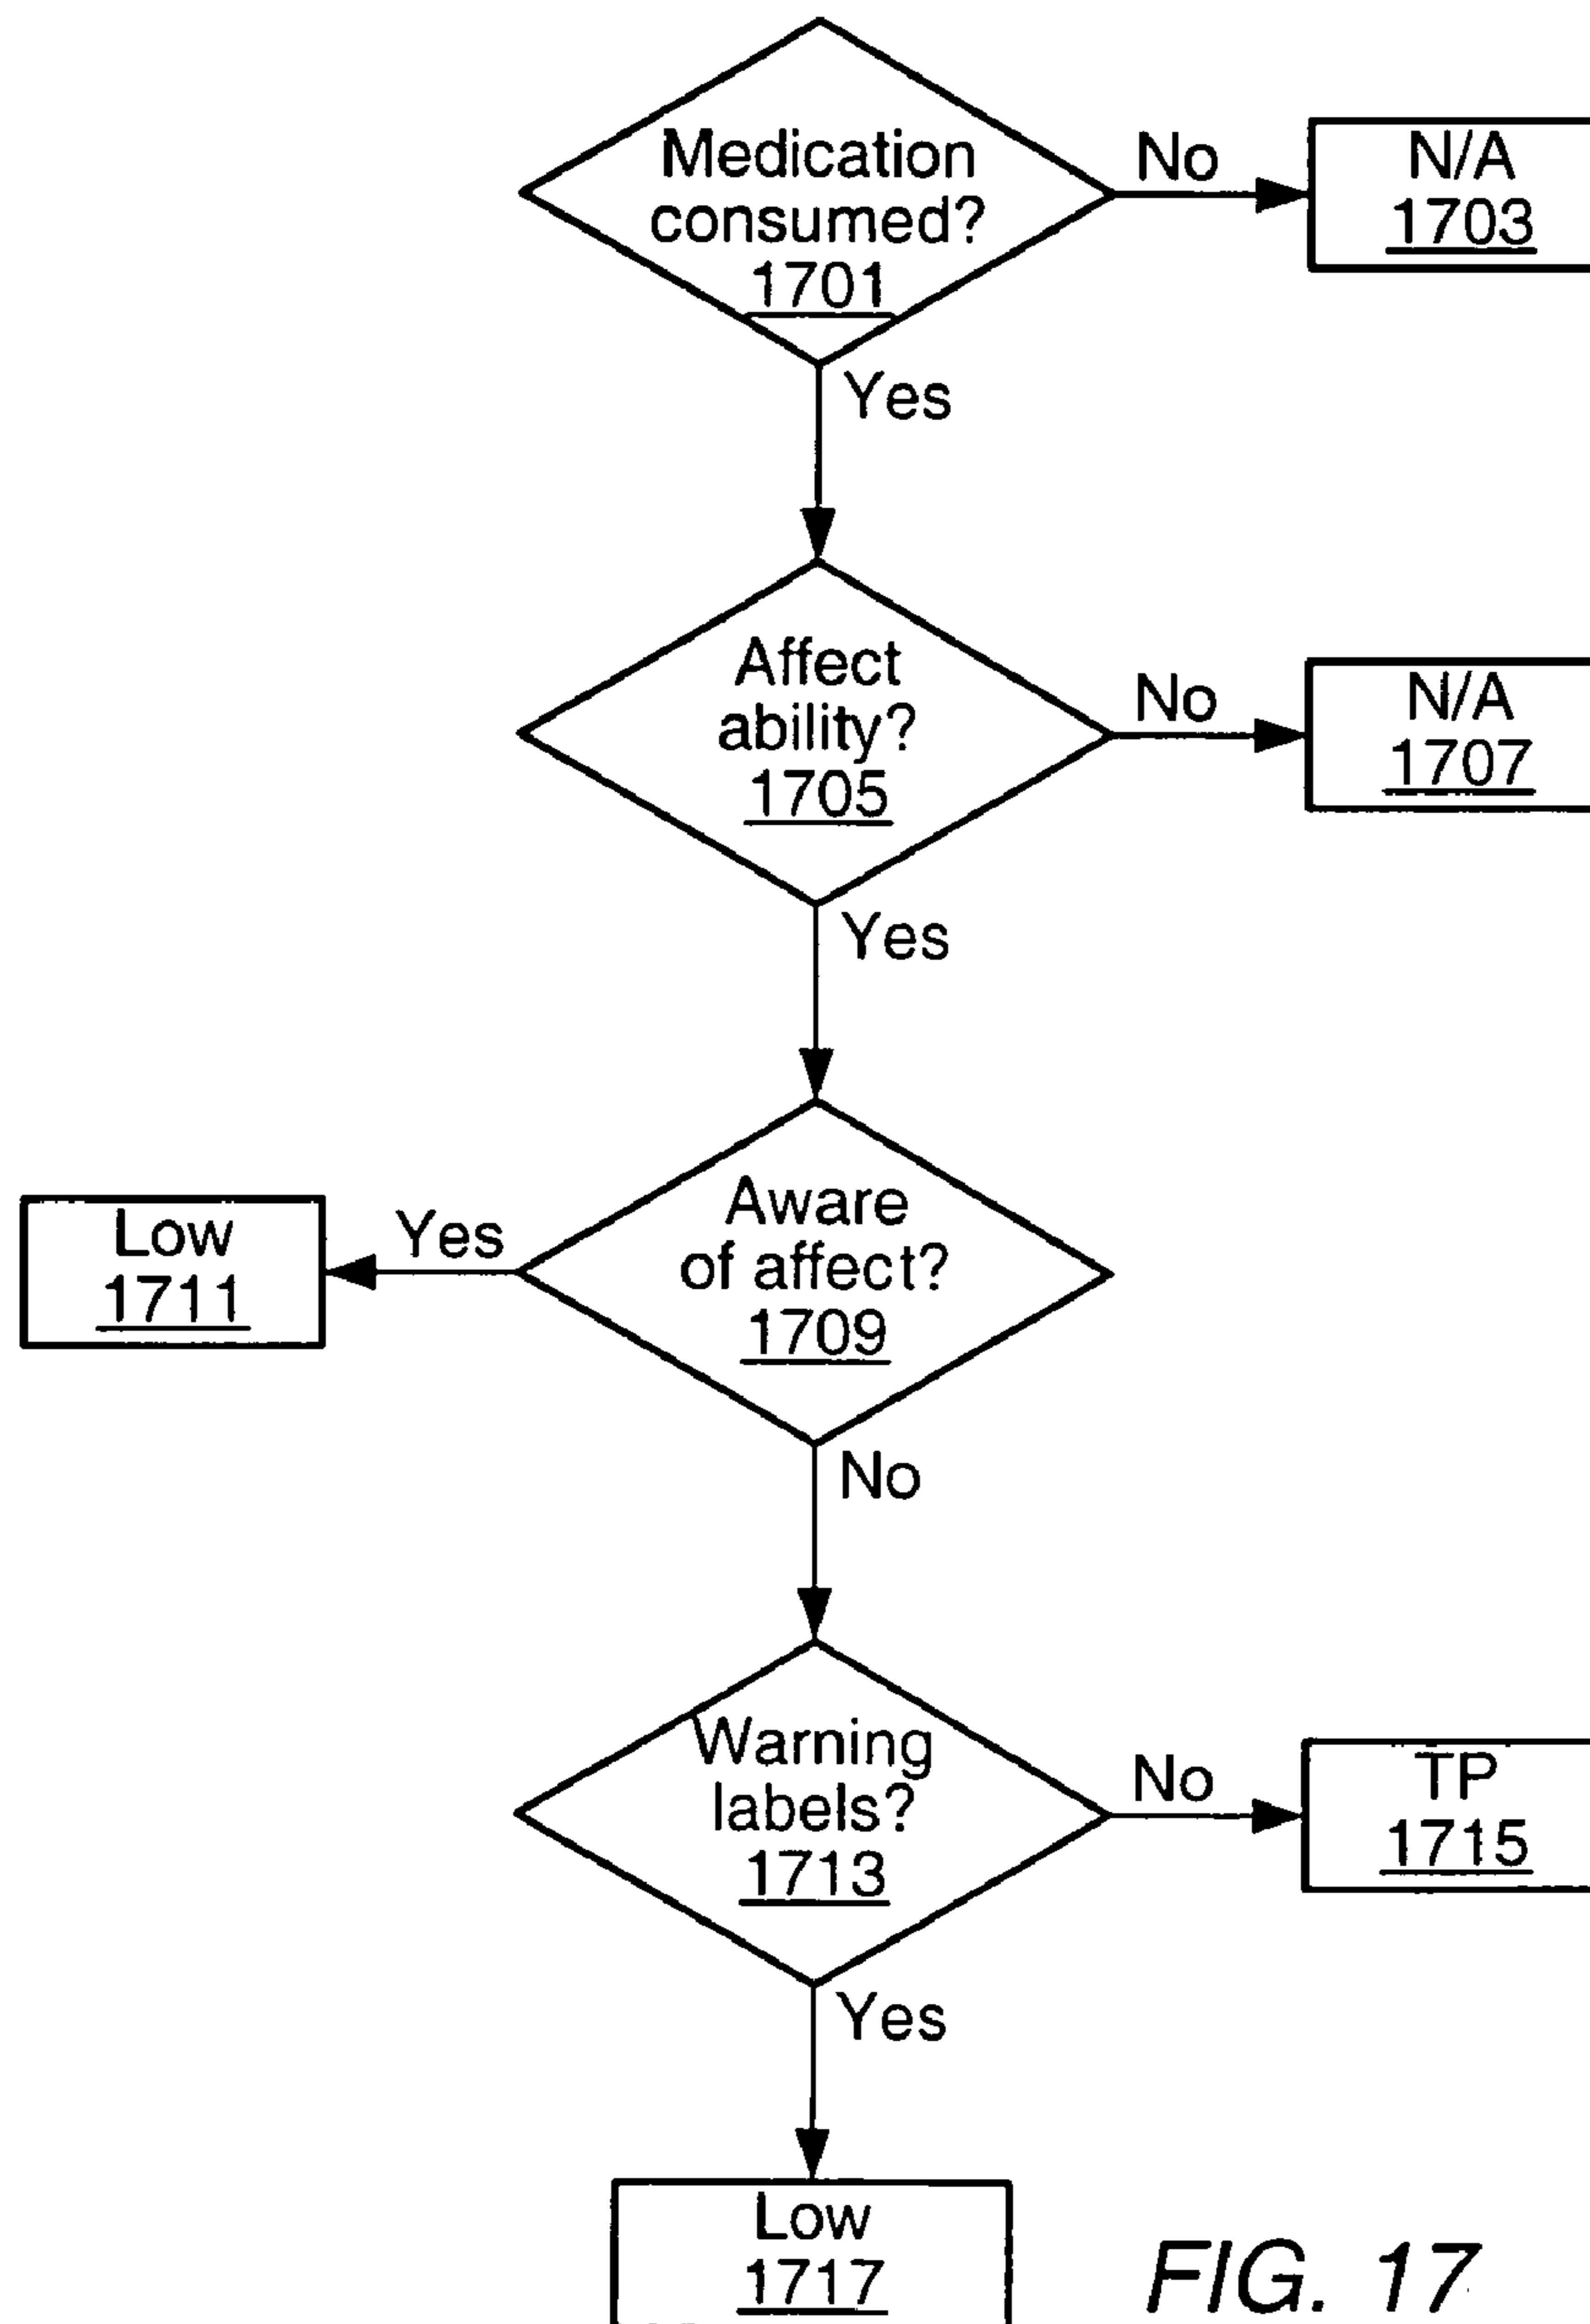 Medication
consumed?
1701
No
N/A
1703
Yes
Affect
ability?
1705
No
N/A
1707
Yes
Aware
of affect?
1709
Yes
Low
1711
No
Warning
labels?
1713
No
TP
1715
Yes
Low
1717
FIG. 17